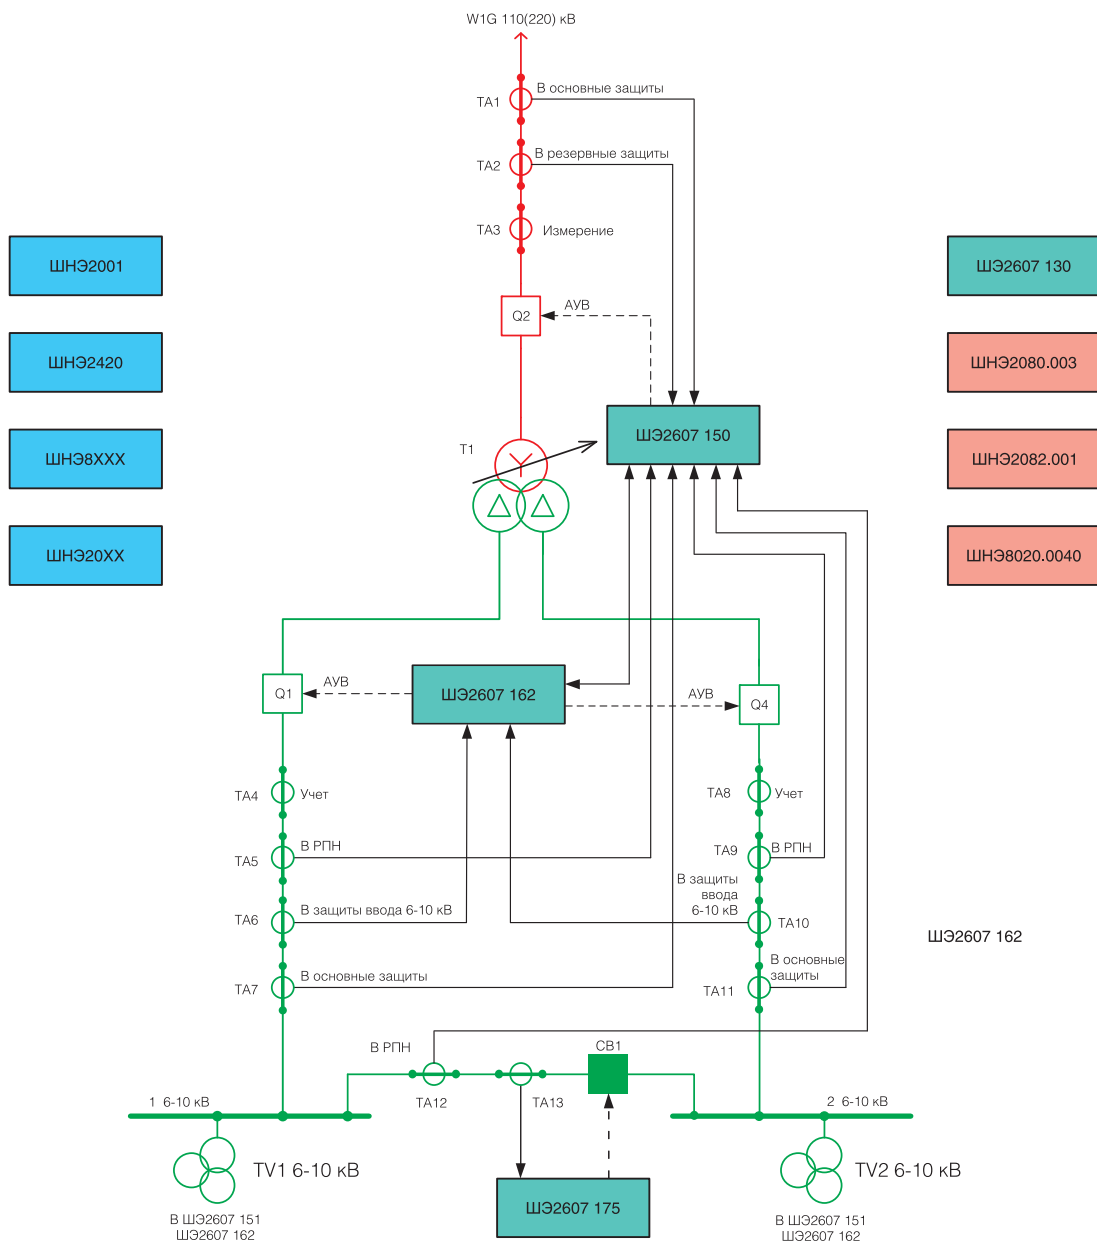 W1G 110(220) кВ
TA1
В основные защиты
TA2
В резервные защиты
TA3
Измерение
ШНЭ2001
ШЭ2607 130
Q2
АУВ
ШНЭ2420
ШНЭ2080.003
T1
ШЭ2607 150
ШНЭ8XXX
ШНЭ2082.001
ШНЭ20XX
ШНЭ8020.0040
Q1
АУВ
ШЭ2607 162
АУВ
Q4
TA4
Учет
TA8
Учет
TA5
В РПН
TA9
В РПН
TA6
В защиты ввода 6-10 кВ
В защиты
ввода
6-10 кВ
TA10
ШЭ2607 162
TA7
В основные защиты
TA11
В основные
защиты
В РПН
СВ1
TA12
TA13
1 6-10 кВ
2 6-10 кВ
TV1 6-10 кВ
TV2 6-10 кВ
В ШЭ2607 151
ШЭ2607 162
ШЭ2607 175
В ШЭ2607 151
ШЭ2607 162